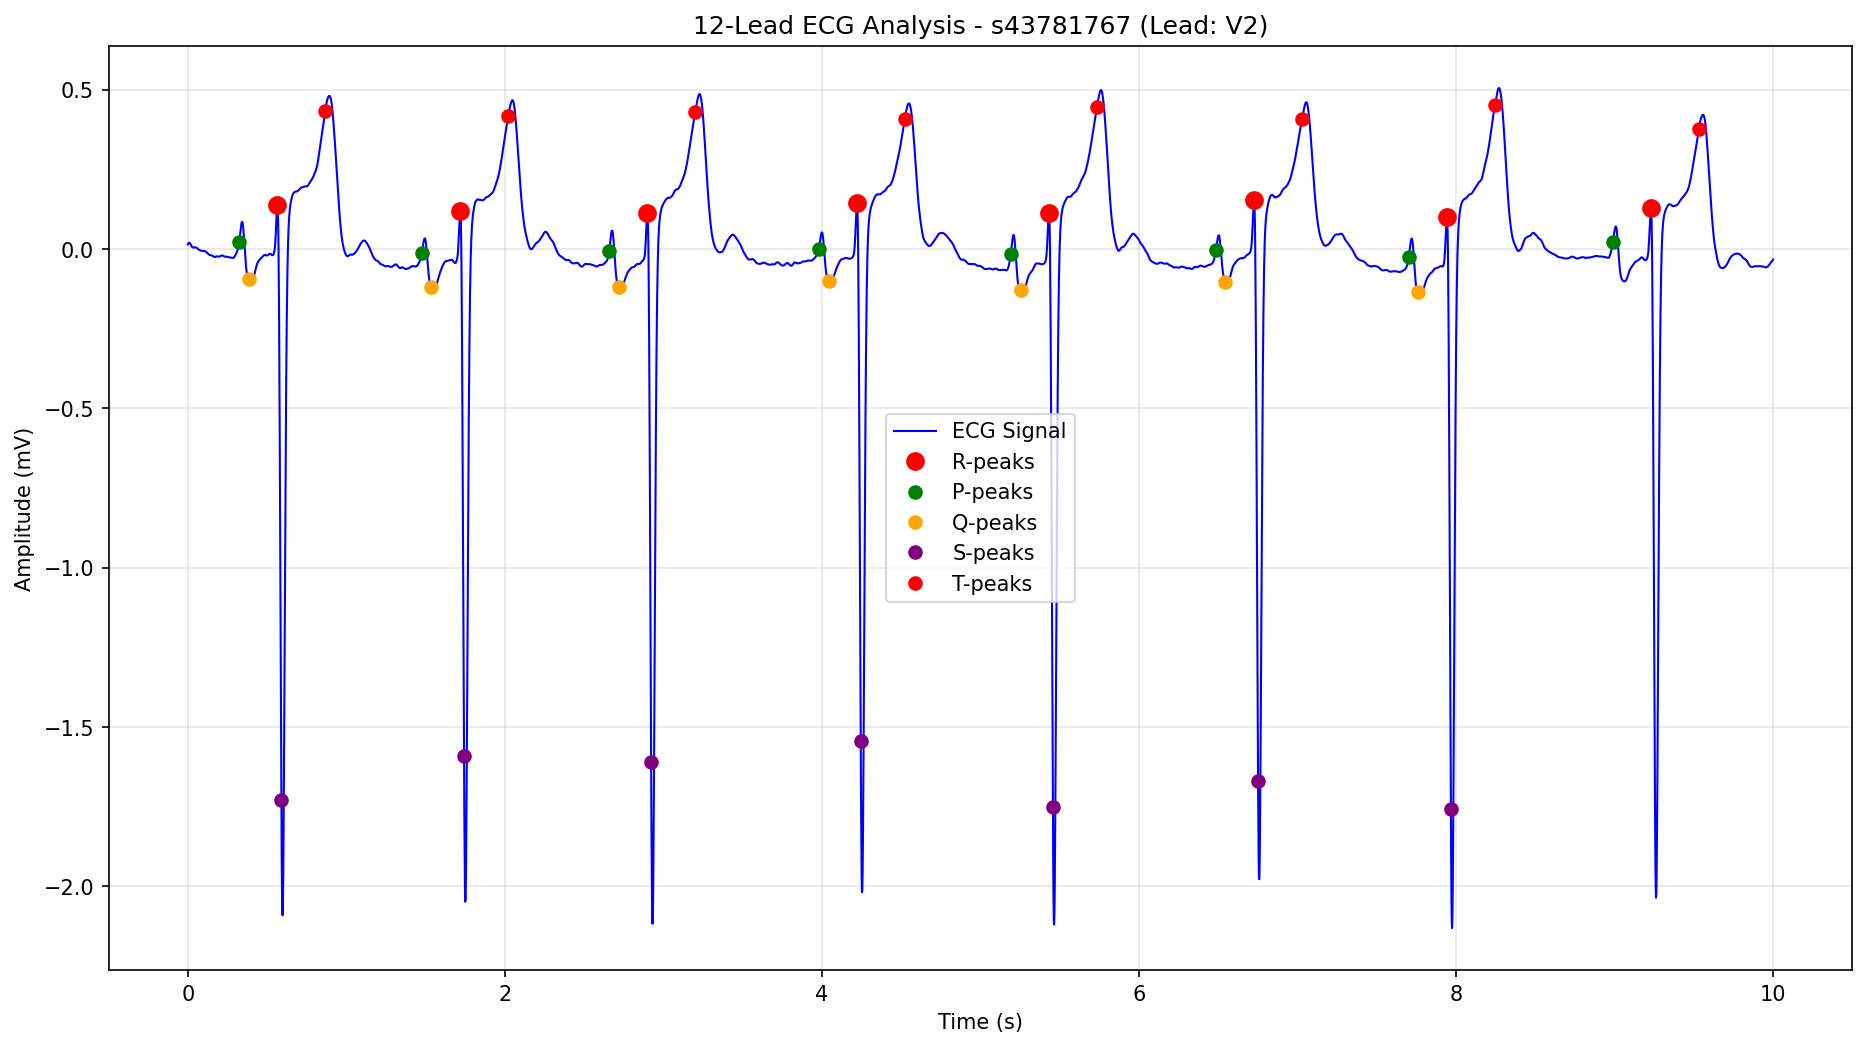 12-Lead ECG Analysis - s43781767 (Lead: V2)
0.5
0.0
−0.5
−1.0
−1.5
−2.0
Amplitude (mV)
ECG Signal
R-peaks
P-peaks
Q-peaks
S-peaks
T-peaks
0 2 4 6 8 10
Time (s)